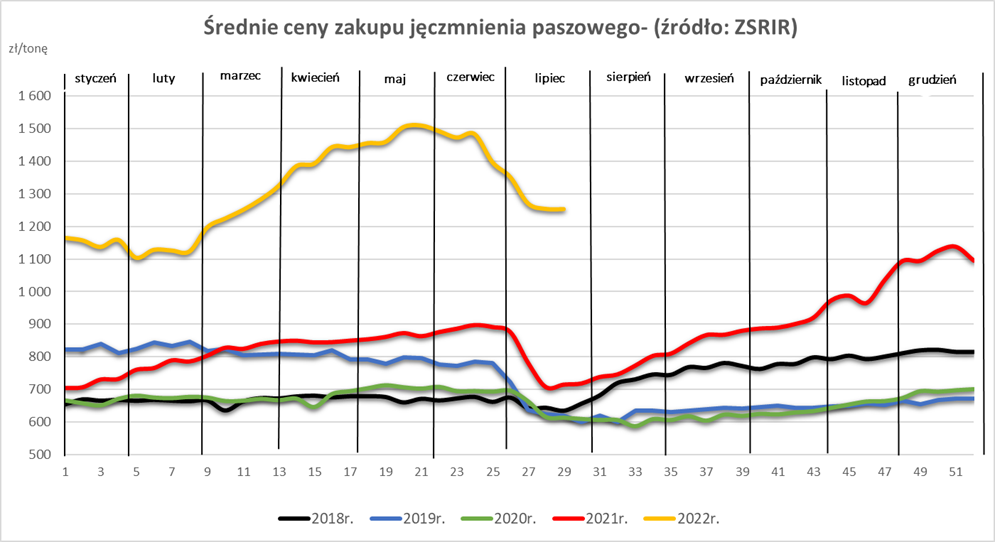 Średnie ceny zakupu jęczmnienia paszowego- (źródło: ZSRIR)
zł/tonę
styczeń luty marzec kwiecień maj czerwiec lipiec sierpień wrzesień październik listopad grudzień
1 600
1 500
1 400
1 300
1 200
1 100
1 000
900
800
700
600
500
1 3 5 7 9 11 13 15 17 19 21 23 25 27 29 31 33 35 37 39 41 43 45 47 49 51
2018r. 2019r. 2020r. 2021r. 2022r.